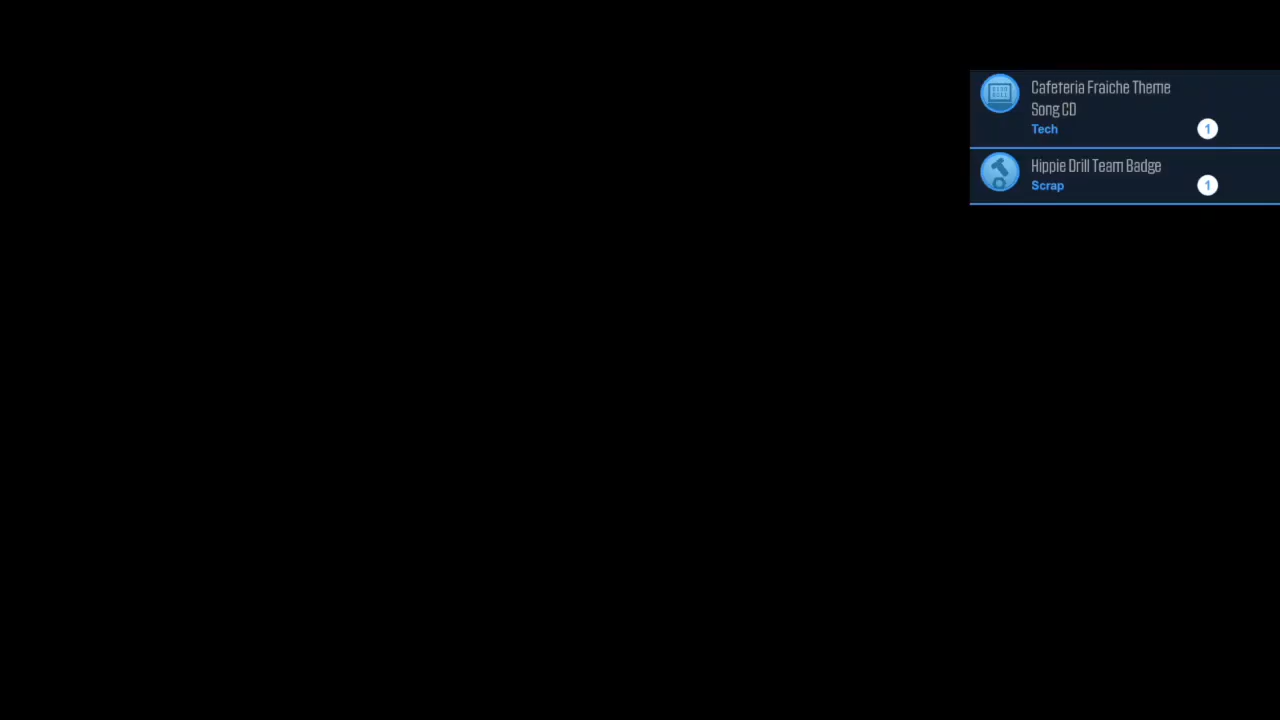 Cafeteria Fraiche Theme
Song CD
Tech
1
Hippie Drill Team Badge
Scrap
1